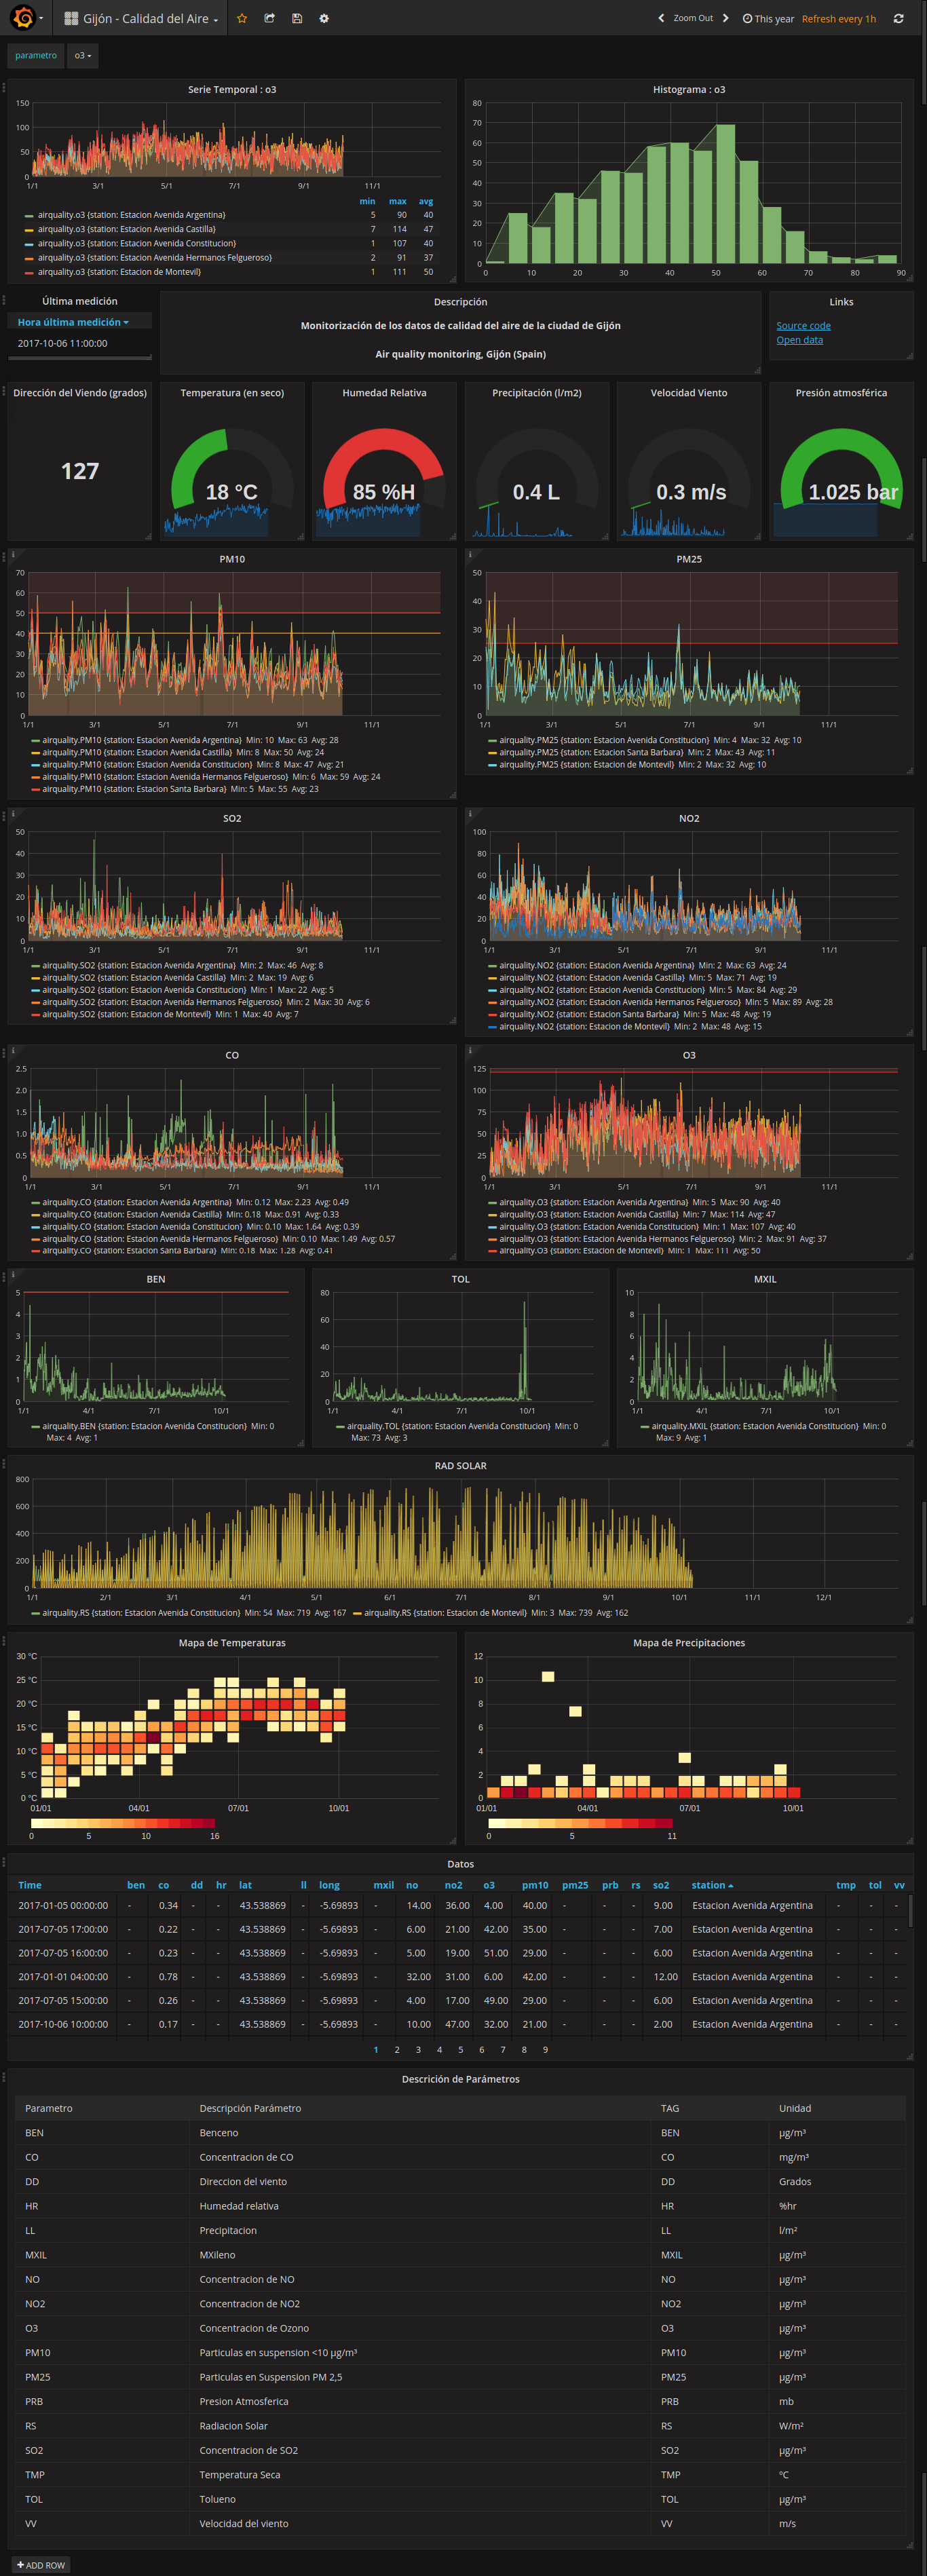 Gijón - Calidad del Aire
Zoom Out
This year Refresh every 1h
parametro
o3
Serie Temporal : o3
150
100
50
0
1/1 3/1 5/1 7/1 9/1 11/1
min max avg
airquality.o3 {station: Estacion Avenida Argentina} 5 90 40
airquality.o3 {station: Estacion Avenida Castilla} 7 114 47
airquality.o3 {station: Estacion Avenida Constitucion} 1 107 40
airquality.o3 {station: Estacion Avenida Hermanos Felgueroso} 2 91 37
airquality.o3 {station: Estacion de Montevil} 1 111 50
Histograma : o3
80
70
60
50
40
30
20
10
0
0 10 20 30 40 50 60 70 80 90
Última medición
Hora última medición
2017-10-06 11:00:00
Descripción
Monitorización de los datos de calidad del aire de la ciudad de Gijón
Air quality monitoring, Gijón (Spain)
Links
Source code
Open data
Dirección del Viendo (grados)
127
Temperatura (en seco)
18 °C
Humedad Relativa
85 %H
Precipitación (l/m2)
0.4 L
Velocidad Viento
0.3 m/s
Presión atmosférica
1.025 bar
PM10
70
60
50
40
30
20
10
0
1/1 3/1 5/1 7/1 9/1 11/1
airquality.PM10 {station: Estacion Avenida Argentina} Min: 10 Max: 63 Avg: 28
airquality.PM10 {station: Estacion Avenida Castilla} Min: 8 Max: 50 Avg: 24
airquality.PM10 {station: Estacion Avenida Constitucion} Min: 8 Max: 47 Avg: 21
airquality.PM10 {station: Estacion Avenida Hermanos Felgueroso} Min: 6 Max: 59 Avg: 24
airquality.PM10 {station: Estacion Santa Barbara} Min: 5 Max: 55 Avg: 23
PM25
50
40
30
20
10
0
1/1 3/1 5/1 7/1 9/1 11/1
airquality.PM25 {station: Estacion Avenida Constitucion} Min: 4 Max: 32 Avg: 10
airquality.PM25 {station: Estacion Santa Barbara} Min: 2 Max: 43 Avg: 11
airquality.PM25 {station: Estacion de Montevil} Min: 2 Max: 32 Avg: 10
SO2
50
40
30
20
10
0
1/1 3/1 5/1 7/1 9/1 11/1
airquality.SO2 {station: Estacion Avenida Argentina} Min: 2 Max: 46 Avg: 8
airquality.SO2 {station: Estacion Avenida Castilla} Min: 2 Max: 19 Avg: 6
airquality.SO2 {station: Estacion Avenida Constitucion} Min: 1 Max: 22 Avg: 5
airquality.SO2 {station: Estacion Avenida Hermanos Felgueroso} Min: 2 Max: 30 Avg: 6
airquality.SO2 {station: Estacion de Montevil} Min: 1 Max: 40 Avg: 7
NO2
100
80
60
40
20
0
1/1 3/1 5/1 7/1 9/1 11/1
airquality.NO2 {station: Estacion Avenida Argentina} Min: 2 Max: 63 Avg: 24
airquality.NO2 {station: Estacion Avenida Castilla} Min: 5 Max: 71 Avg: 19
airquality.NO2 {station: Estacion Avenida Constitucion} Min: 5 Max: 84 Avg: 29
airquality.NO2 {station: Estacion Avenida Hermanos Felgueroso} Min: 5 Max: 89 Avg: 28
airquality.NO2 {station: Estacion Santa Barbara} Min: 5 Max: 48 Avg: 19
airquality.NO2 {station: Estacion de Montevil} Min: 2 Max: 48 Avg: 15
CO
2.5
2.0
1.5
1.0
0.5
0
1/1 3/1 5/1 7/1 9/1 11/1
airquality.CO {station: Estacion Avenida Argentina} Min: 0.12 Max: 2.23 Avg: 0.49
airquality.CO {station: Estacion Avenida Castilla} Min: 0.18 Max: 0.91 Avg: 0.33
airquality.CO {station: Estacion Avenida Constitucion} Min: 0.10 Max: 1.64 Avg: 0.39
airquality.CO {station: Estacion Avenida Hermanos Felgueroso} Min: 0.10 Max: 1.49 Avg: 0.57
airquality.CO {station: Estacion Santa Barbara} Min: 0.18 Max: 1.28 Avg: 0.41
O3
125
100
75
50
25
0
1/1 3/1 5/1 7/1 9/1 11/1
airquality.O3 {station: Estacion Avenida Argentina} Min: 5 Max: 90 Avg: 40
airquality.O3 {station: Estacion Avenida Castilla} Min: 7 Max: 114 Avg: 47
airquality.O3 {station: Estacion Avenida Constitucion} Min: 1 Max: 107 Avg: 40
airquality.O3 {station: Estacion Avenida Hermanos Felgueroso} Min: 2 Max: 91 Avg: 37
airquality.O3 {station: Estacion de Montevil} Min: 1 Max: 111 Avg: 50
BEN
5
4
3
2
1
0
1/1 4/1 7/1 10/1
airquality.BEN {station: Estacion Avenida Constitucion} Min: 0
Max: 4 Avg: 1
TOL
80
60
40
20
0
1/1 4/1 7/1 10/1
airquality.TOL {station: Estacion Avenida Constitucion} Min: 0
Max: 73 Avg: 3
MXIL
10
8
6
4
2
0
1/1 4/1 7/1 10/1
airquality.MXIL {station: Estacion Avenida Constitucion} Min: 0
Max: 9 Avg: 1
RAD SOLAR
800
600
400
200
0
1/1 2/1 3/1 4/1 5/1 6/1 7/1 8/1 9/1 10/1 11/1 12/1
airquality.RS {station: Estacion Avenida Constitucion} Min: 54 Max: 719 Avg: 167 airquality.RS {station: Estacion de Montevil} Min: 3 Max: 739 Avg: 162
Mapa de Temperaturas
30 °C
25 °C
20 °C
15 °C
10 °C
5 °C
0 °C
01/01 04/01 07/01 10/01
0 5 10 16
Mapa de Precipitaciones
12
10
8
6
4
2
0
01/01 04/01 07/01 10/01
0 5 11
Datos
Time ben co dd hr lat ll long mxil no no2 o3 pm10 pm25 prb rs so2 station tmp tol vv
2017-01-05 00:00:00 - 0.34 - - 43.538869 - -5.69893 - 14.00 36.00 4.00 40.00 - - - 9.00 Estacion Avenida Argentina - - -
2017-07-05 17:00:00 - 0.22 - - 43.538869 - -5.69893 - 6.00 21.00 42.00 35.00 - - - 7.00 Estacion Avenida Argentina - - -
2017-07-05 16:00:00 - 0.23 - - 43.538869 - -5.69893 - 5.00 19.00 51.00 29.00 - - - 6.00 Estacion Avenida Argentina - - -
2017-01-01 04:00:00 - 0.78 - - 43.538869 - -5.69893 - 32.00 31.00 6.00 42.00 - - - 12.00 Estacion Avenida Argentina - - -
2017-07-05 15:00:00 - 0.26 - - 43.538869 - -5.69893 - 4.00 17.00 49.00 29.00 - - - 6.00 Estacion Avenida Argentina - - -
2017-10-06 10:00:00 - 0.17 - - 43.538869 - -5.69893 - 10.00 47.00 32.00 21.00 - - - 2.00 Estacion Avenida Argentina - - -
1 2 3 4 5 6 7 8 9
Descrición de Parámetros
Parametro Descripción Parámetro TAG Unidad
BEN Benceno BEN µg/m³
CO Concentracion de CO CO mg/m³
DD Direccion del viento DD Grados
HR Humedad relativa HR %hr
LL Precipitacion LL l/m²
MXIL MXileno MXIL µg/m³
NO Concentracion de NO NO µg/m³
NO2 Concentracion de NO2 NO2 µg/m³
O3 Concentracion de Ozono O3 µg/m³
PM10 Particulas en suspension <10 µg/m³ PM10 µg/m³
PM25 Particulas en Suspension PM 2,5 PM25 µg/m³
PRB Presion Atmosferica PRB mb
RS Radiacion Solar RS W/m²
SO2 Concentracion de SO2 SO2 µg/m³
TMP Temperatura Seca TMP ºC
TOL Tolueno TOL µg/m³
VV Velocidad del viento VV m/s
+ ADD ROW